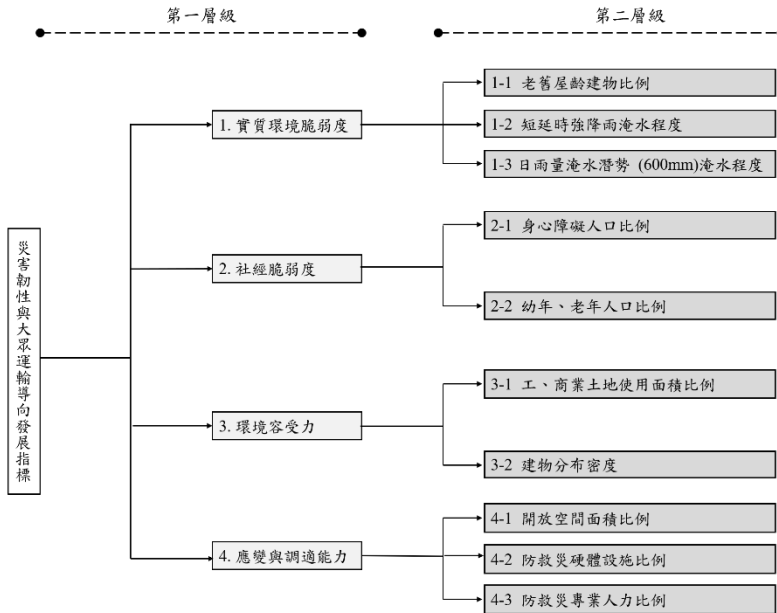 第一層級
第二層級
災害韌性與大眾運輸導向發展指標
1. 實質環境脆弱度
1-1 老舊屋齡建物比例
1-2 短延時強降雨淹水程度
1-3 日雨量淹水潛勢 (600mm)淹水程度
2. 社經脆弱度
2-1 身心障礙人口比例
2-2 幼年、老年人口比例
3. 環境容受力
3-1 工、商業土地使用面積比例
3-2 建物分布密度
4. 應變與調適能力
4-1 開放空間面積比例
4-2 防救災硬體設施比例
4-3 防救災專業人力比例